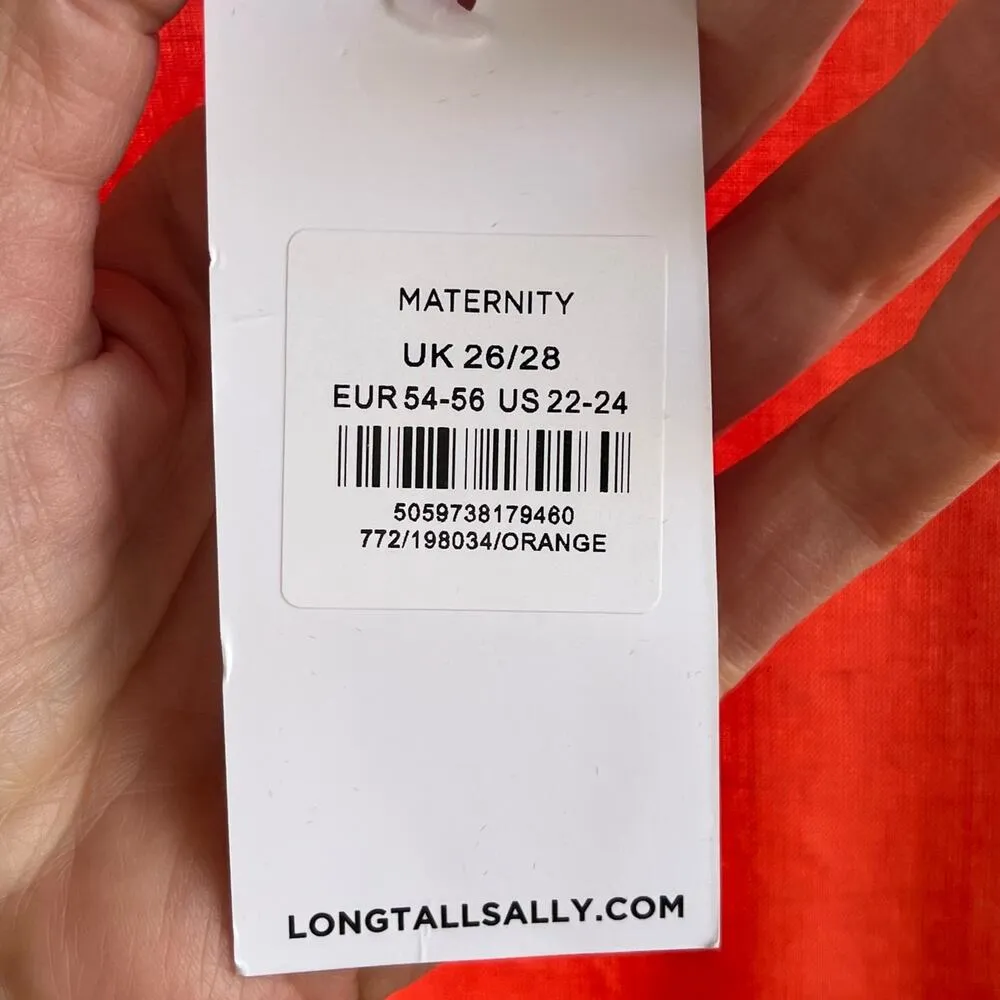 MATERNITY
UK 26/28
EUR 54-56 US 22-24
5059738179460
772/198034/ORANGE
LONGTALLSALLY.COM